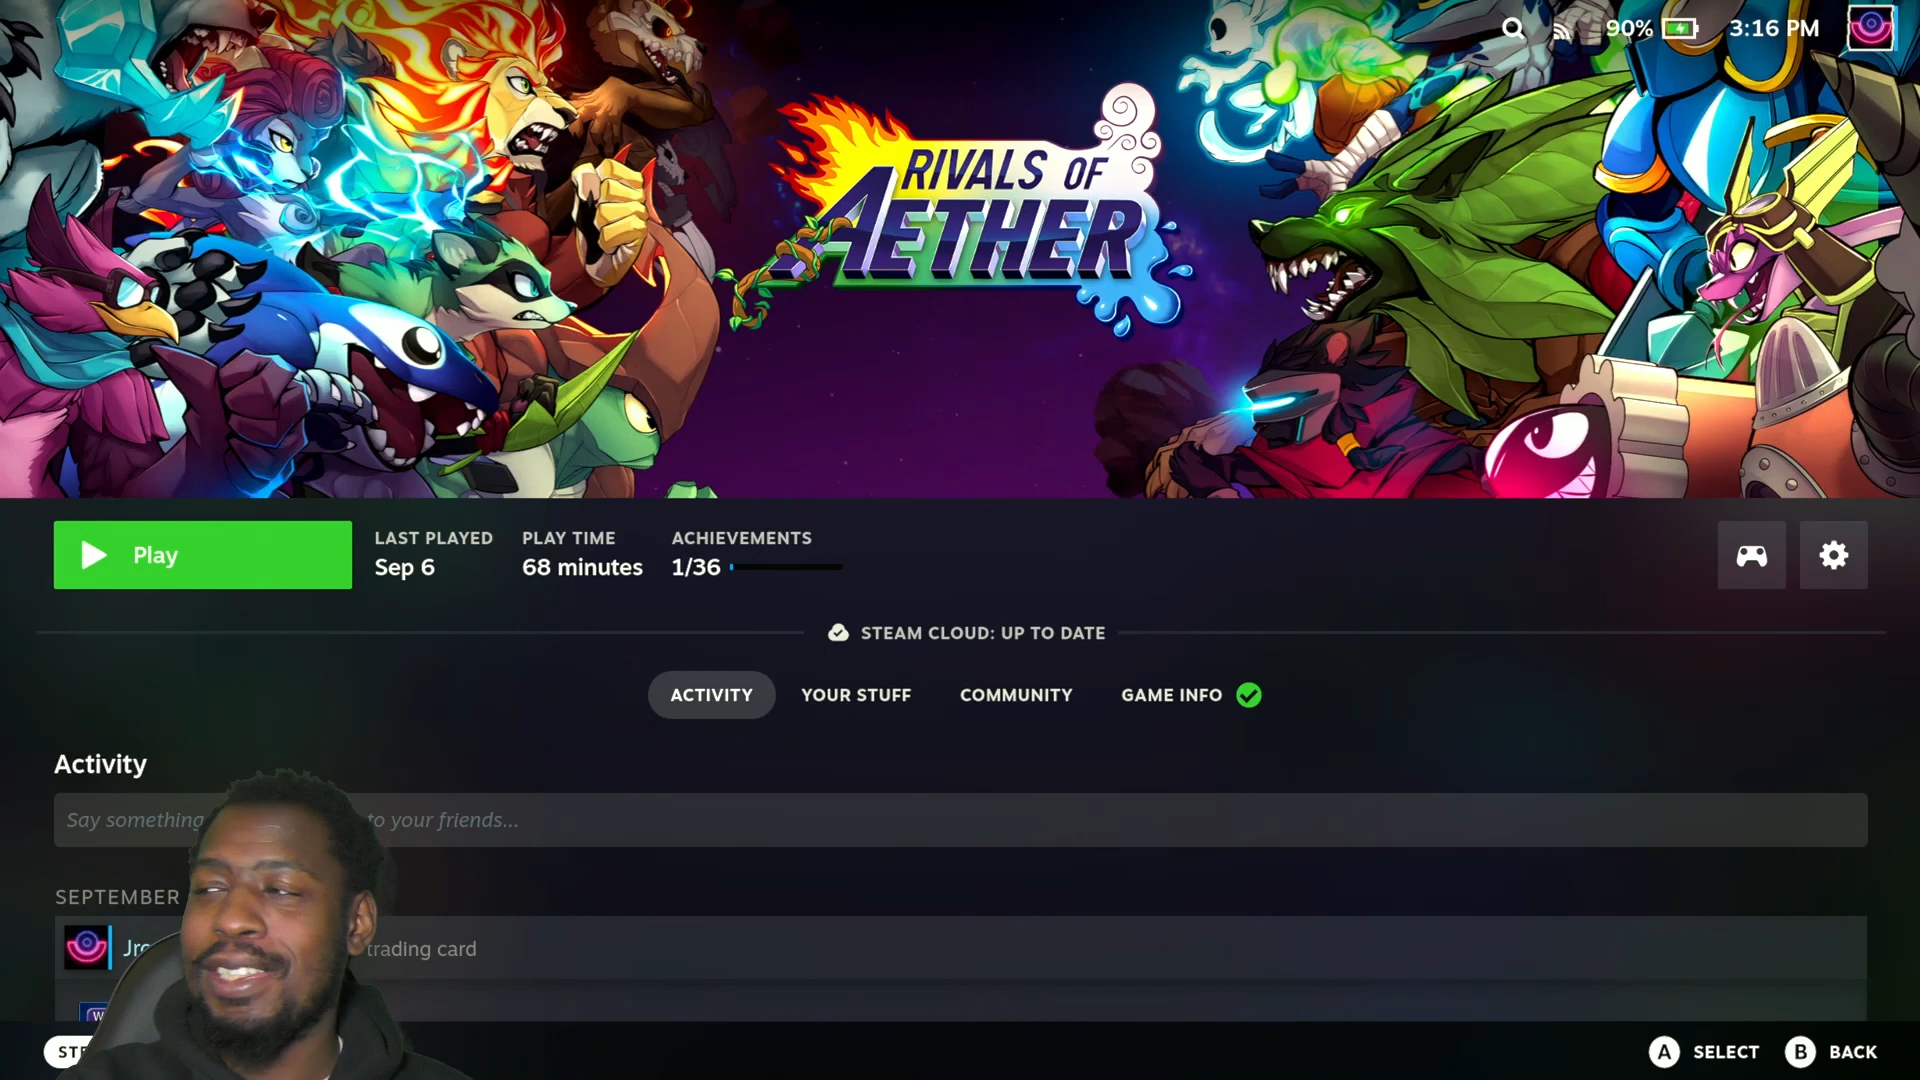 90% 3:16 PM
RIVALS OF
AETHER
Play
LAST PLAYED
Sep 6
PLAY TIME
68 minutes
ACHIEVEMENTS
1/36
STEAM CLOUD: UP TO DATE
ACTIVITY YOUR STUFF COMMUNITY GAME INFO
Activity
Say something to your friends...
SEPTEMBER
trading card
A SELECT B BACK